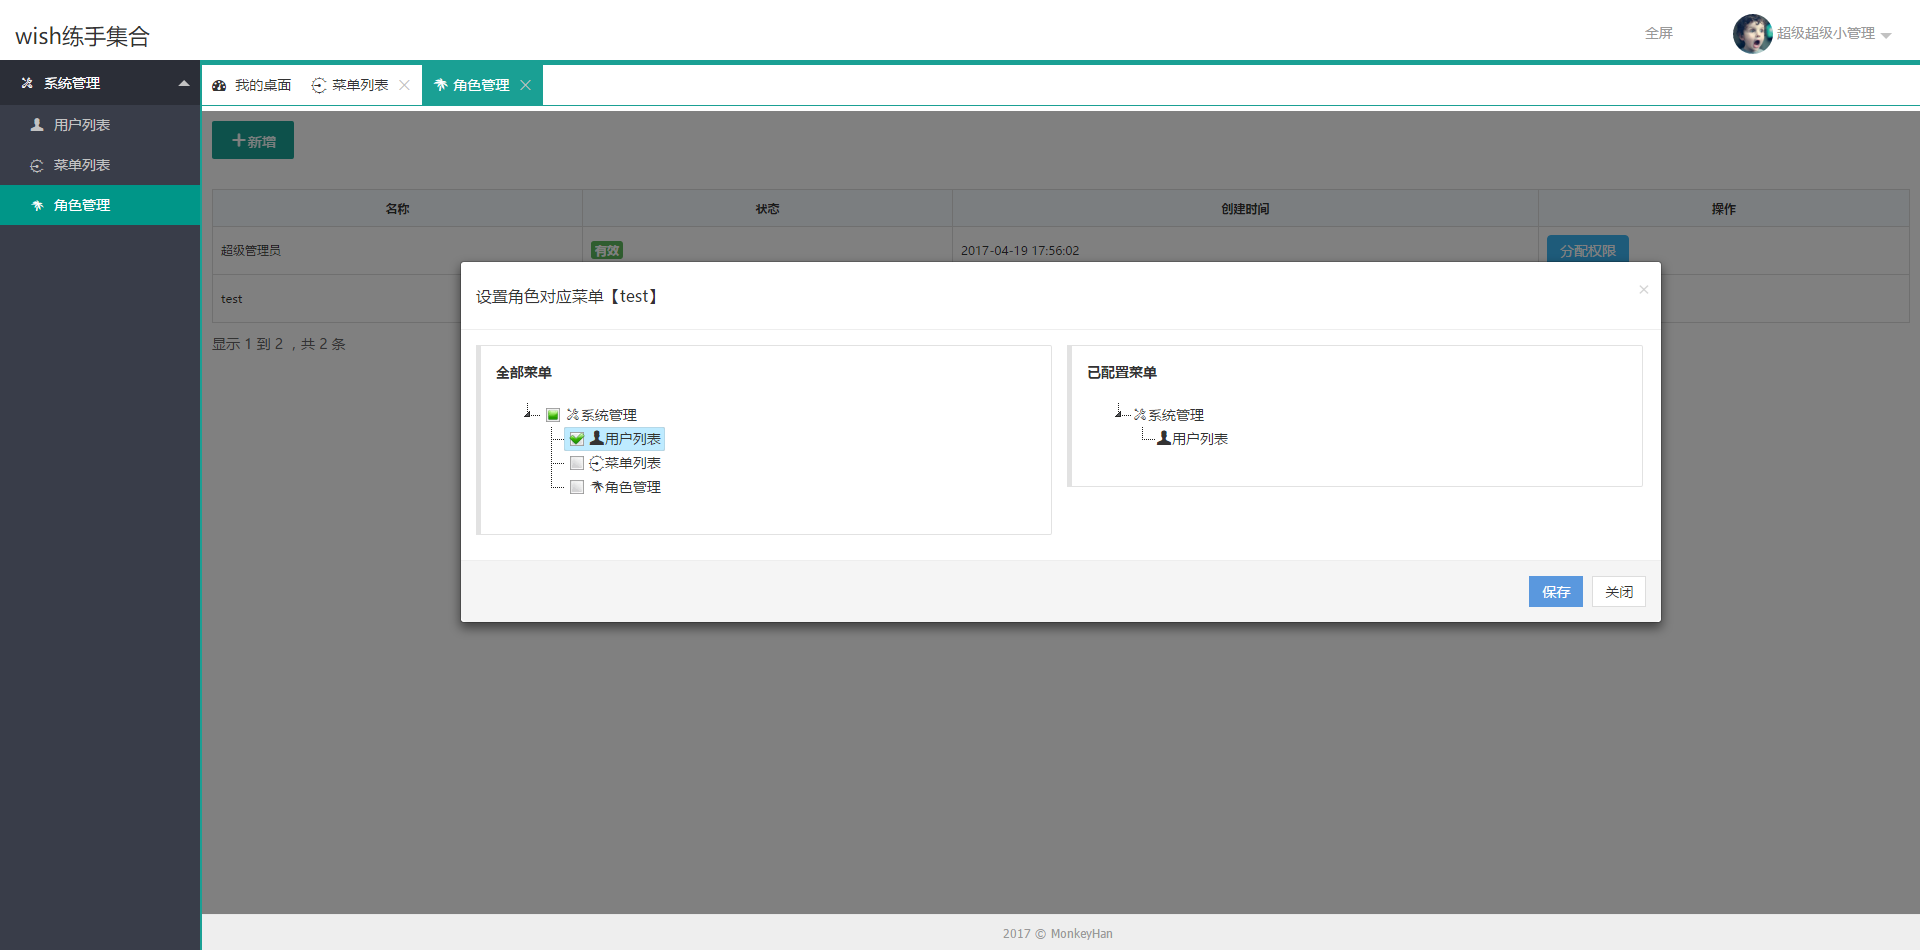 wish练手集合
全屏
超级超级小管理
系统管理
用户列表
菜单列表
角色管理
我的桌面
菜单列表
角色管理
新增
名称 状态 创建时间 操作
超级管理员 有效 2017-04-19 17:56:02 分配权限
test
显示 1 到 2 ，共 2 条
设置角色对应菜单【test】
全部菜单
系统管理
用户列表
菜单列表
角色管理
已配置菜单
系统管理
用户列表
保存 关闭
2017 © MonkeyHan